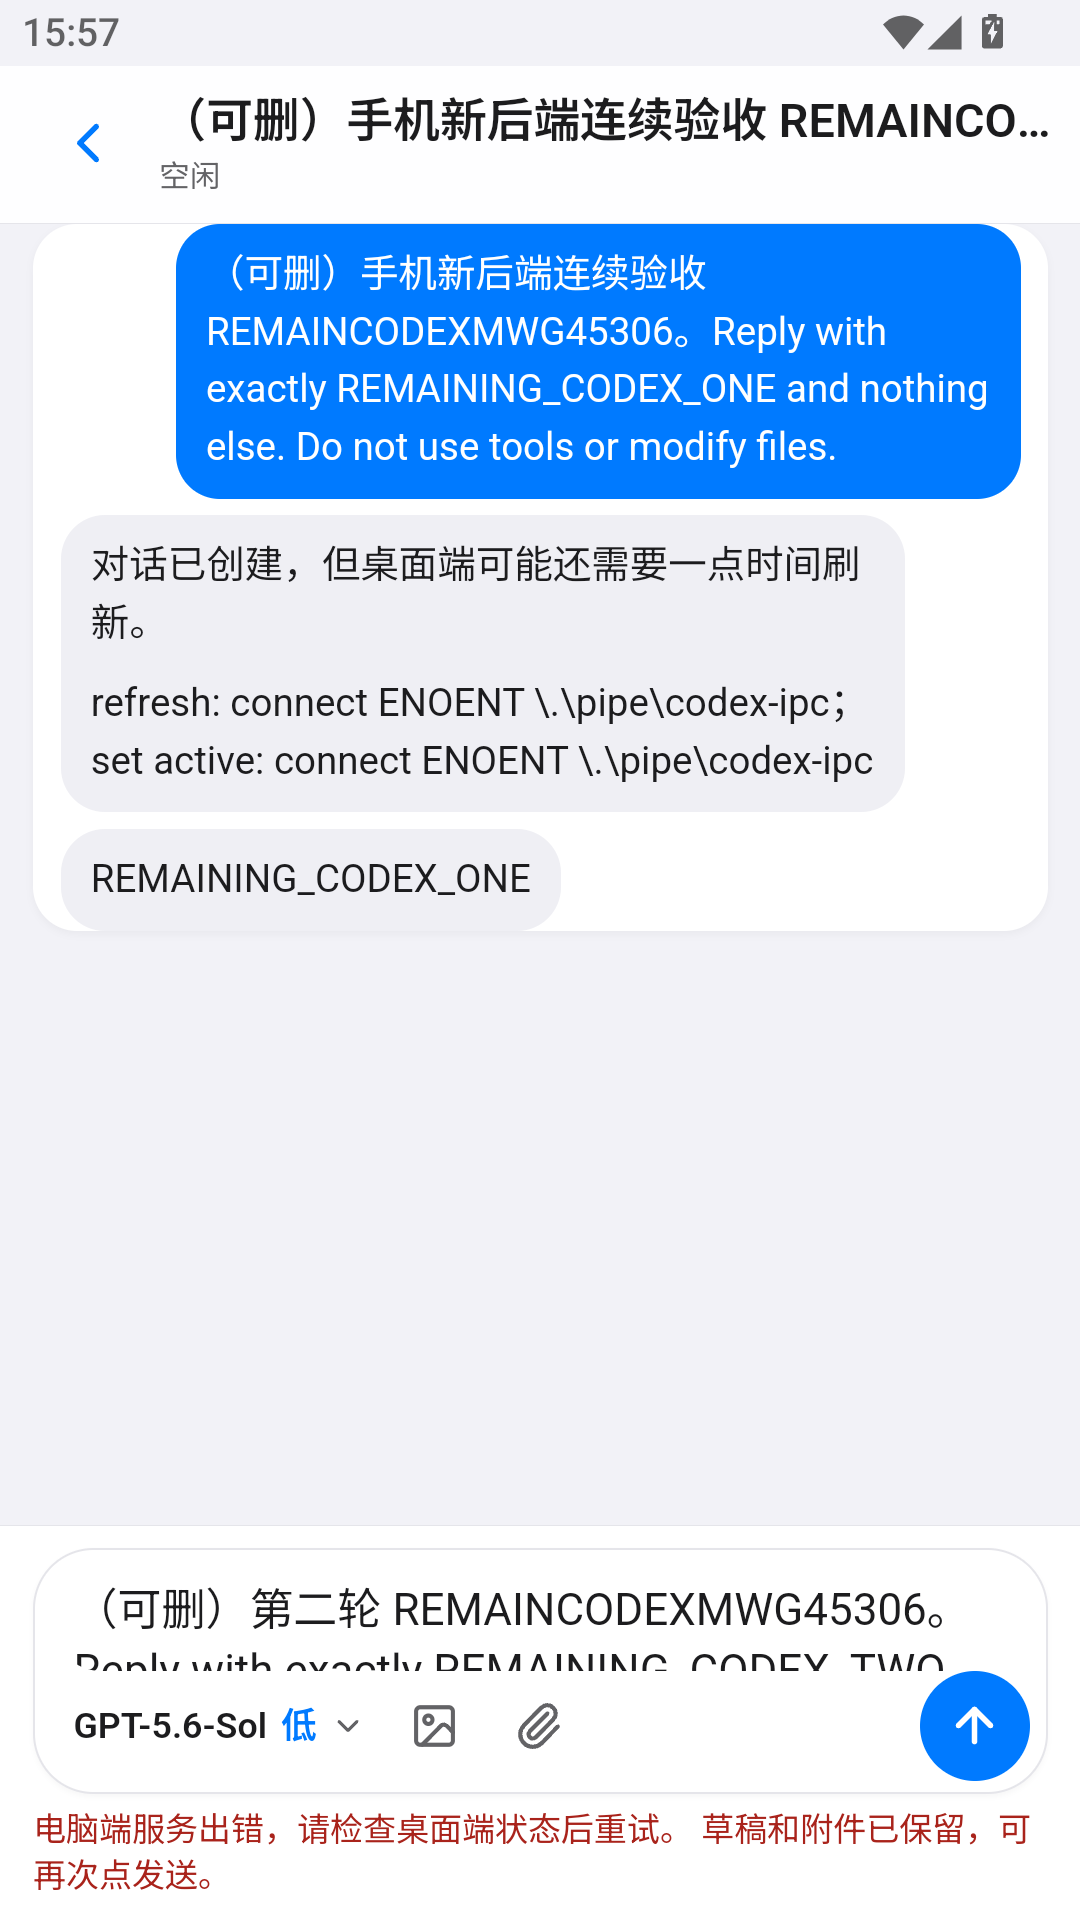 15:57
（可删）手机新后端连续验收 REMAINCO...
空闲
（可删）手机新后端连续验收
REMAINCODEXMWG45306。Reply with
exactly REMAINING_CODEX_ONE and nothing
else. Do not use tools or modify files.
对话已创建，但桌面端可能还需要一点时间刷
新。
refresh: connect ENOENT \.\pipe\codex-ipc；
set active: connect ENOENT \.\pipe\codex-ipc
REMAINING_CODEX_ONE
（可删）第二轮 REMAINCODEXMWG45306。
Reply with exactly REMAINING_CODEX_TWO
GPT-5.6-Sol 低
电脑端服务出错，请检查桌面端状态后重试。 草稿和附件已保留，可
再次点发送。